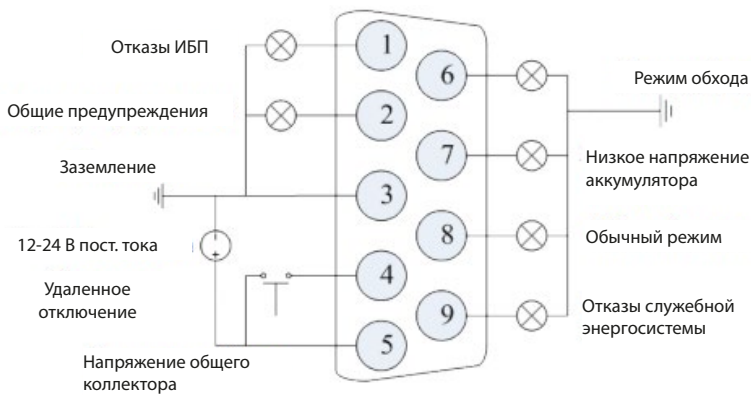 Отказы ИБП
Общие предупреждения
Заземление
12-24 В пост. тока
Удаленное
отключение
Напряжение общего
коллектора
1
2
3
4
5
6
7
8
9
Режим обхода
Низкое напряжение
аккумулятора
Обычный режим
Отказы служебной
энергосистемы